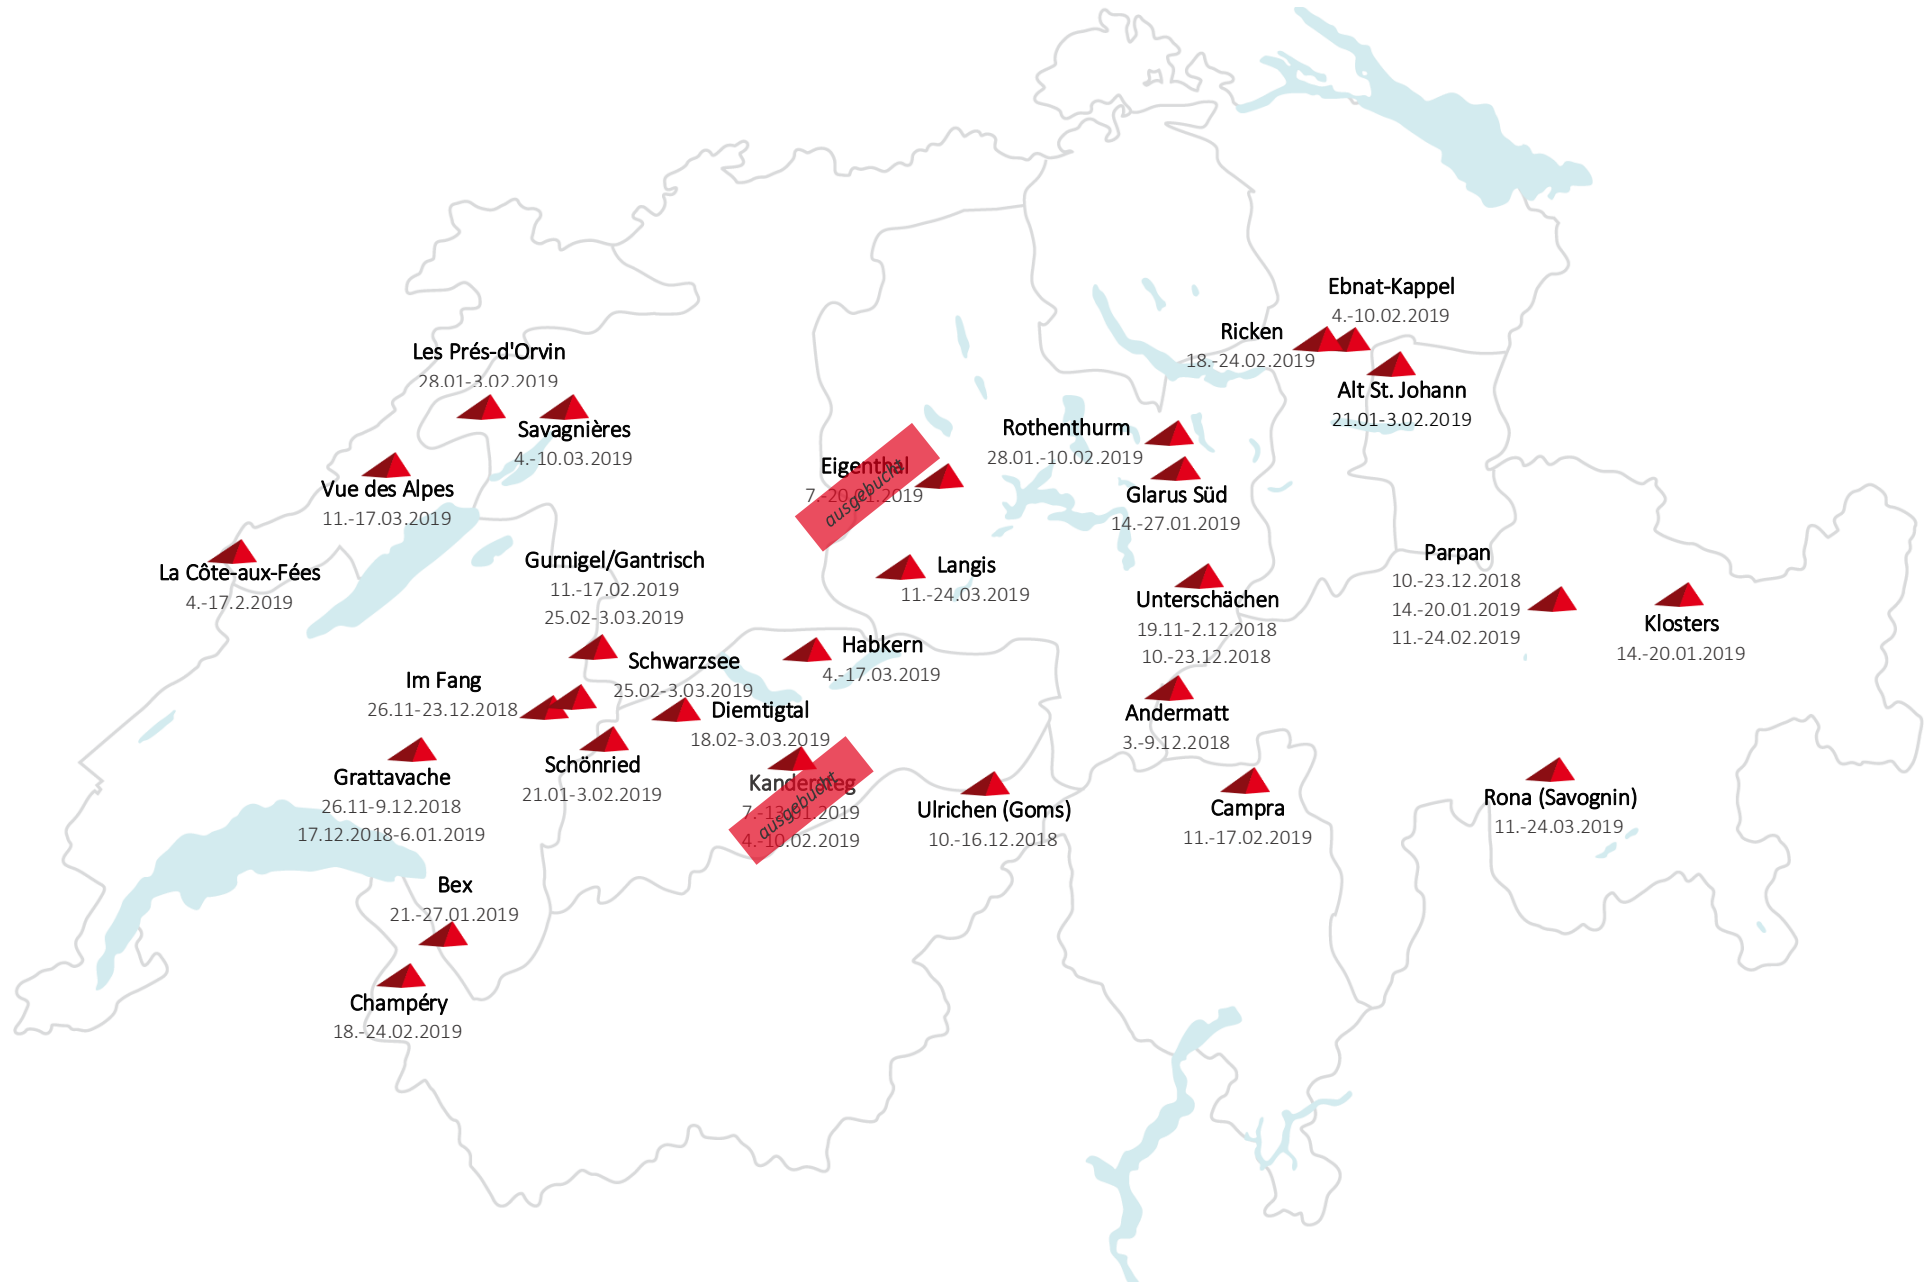 Ebnat-Kappel
4.-10.02.2019
Ricken
18.-24.02.2019
Alt St. Johann
21.01-3.02.2019
Les Prés-d'Orvin
28.01-3.02.2019
Savagnières
4.-10.03.2019
Rothenthurm
28.01.-10.02.2019
Eigenthal
7.-20.01.2019
ausgebucht
Vue des Alpes
11.-17.03.2019
Glarus Süd
14.-27.01.2019
La Côte-aux-Fées
4.-17.2.2019
Gurnigel/Gantrisch
11.-17.02.2019
25.02-3.03.2019
Langis
11.-24.03.2019
Parpan
10.-23.12.2018
14.-20.01.2019
11.-24.02.2019
Unterschächen
19.11-2.12.2018
10.-23.12.2018
Klosters
14.-20.01.2019
Habkern
4.-17.03.2019
Schwarzsee
25.02-3.03.2019
Im Fang
26.11-23.12.2018
Diemtigtal
18.02-3.03.2019
Andermatt
3.-9.12.2018
Schönried
21.01-3.02.2019
Grattavache
26.11-9.12.2018
17.12.2018-6.01.2019
Kandersteg
7.-13.01.2019
4.-10.02.2019
ausgebucht
Ulrichen (Goms)
10.-16.12.2018
Campra
11.-17.02.2019
Rona (Savognin)
11.-24.03.2019
Bex
21.-27.01.2019
Champéry
18.-24.02.2019